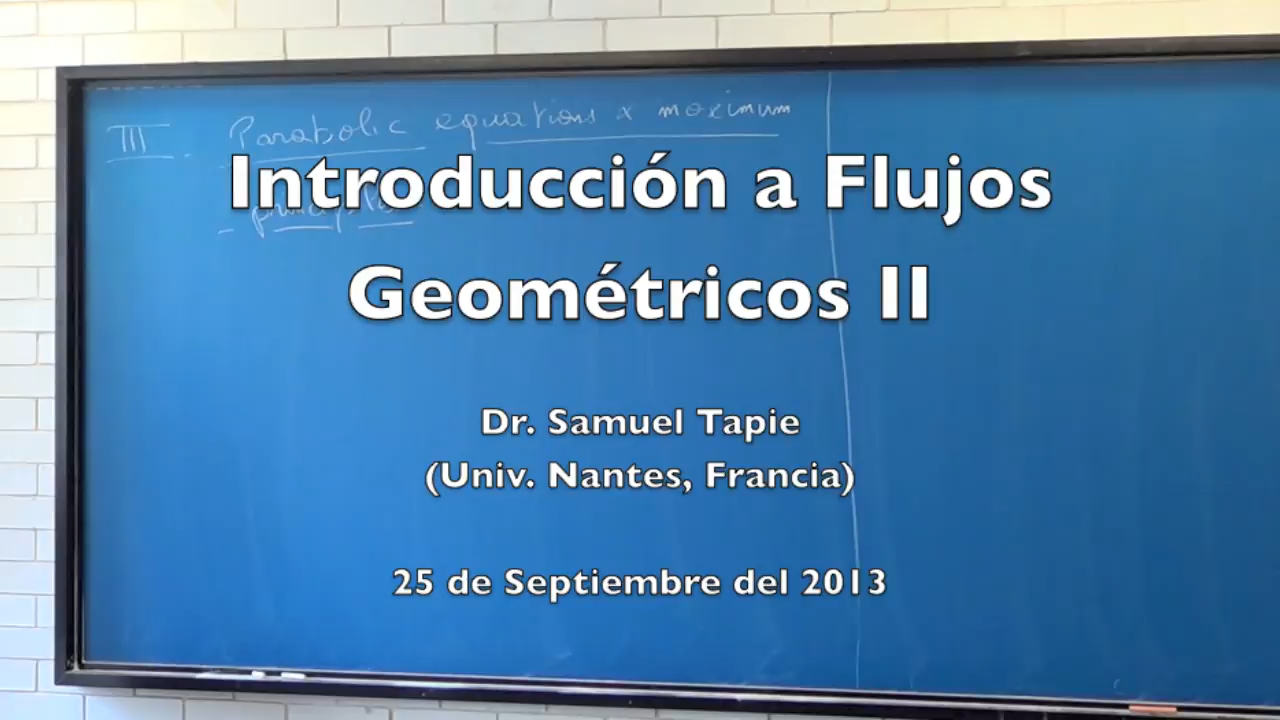 III. Parabolic equations & maximum
Introducción a Flujos
principle
Geométricos II
Dr. Samuel Tapie
(Univ. Nantes, Francia)
25 de Septiembre del 2013